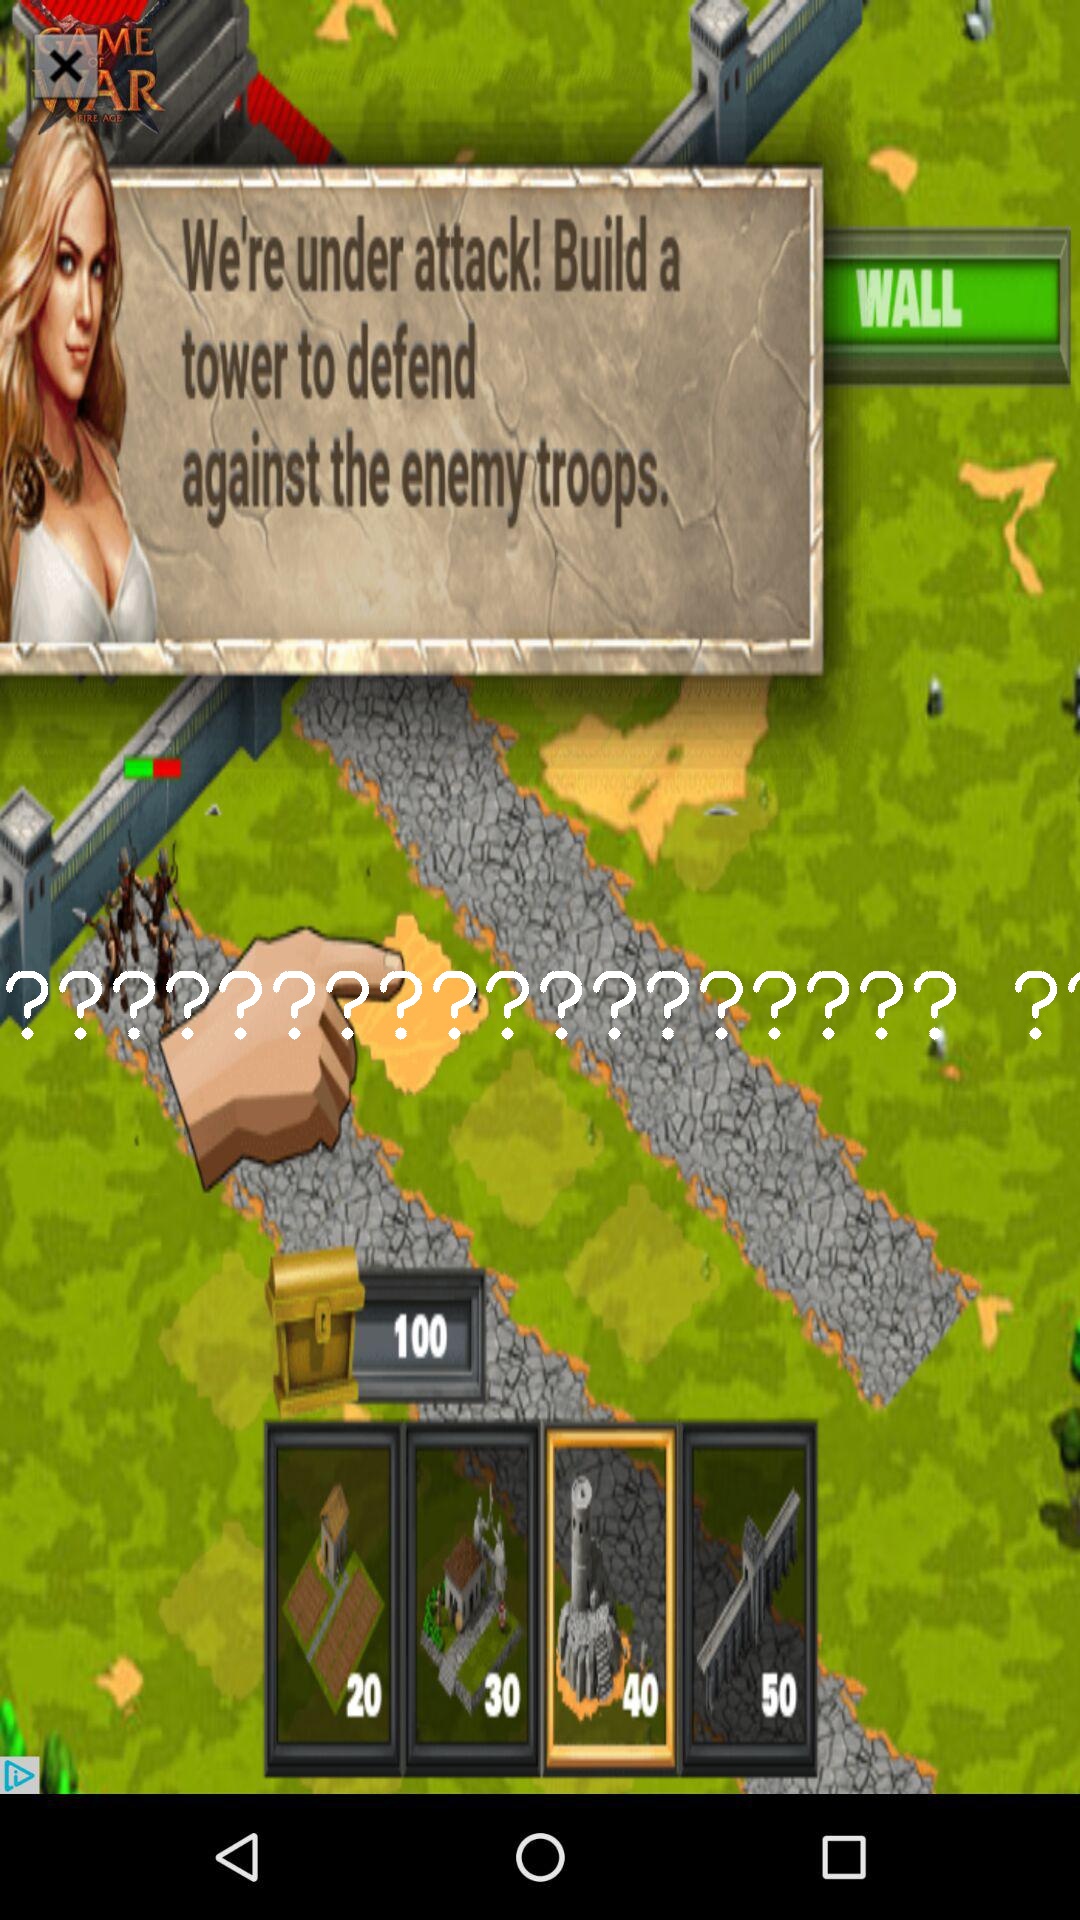 GAME
OF
WAR
FIRE AGE
We're under attack! Build a
tower to defend
against the enemy troops.
WALL
?????????????????? ??
100
20
30
40
50